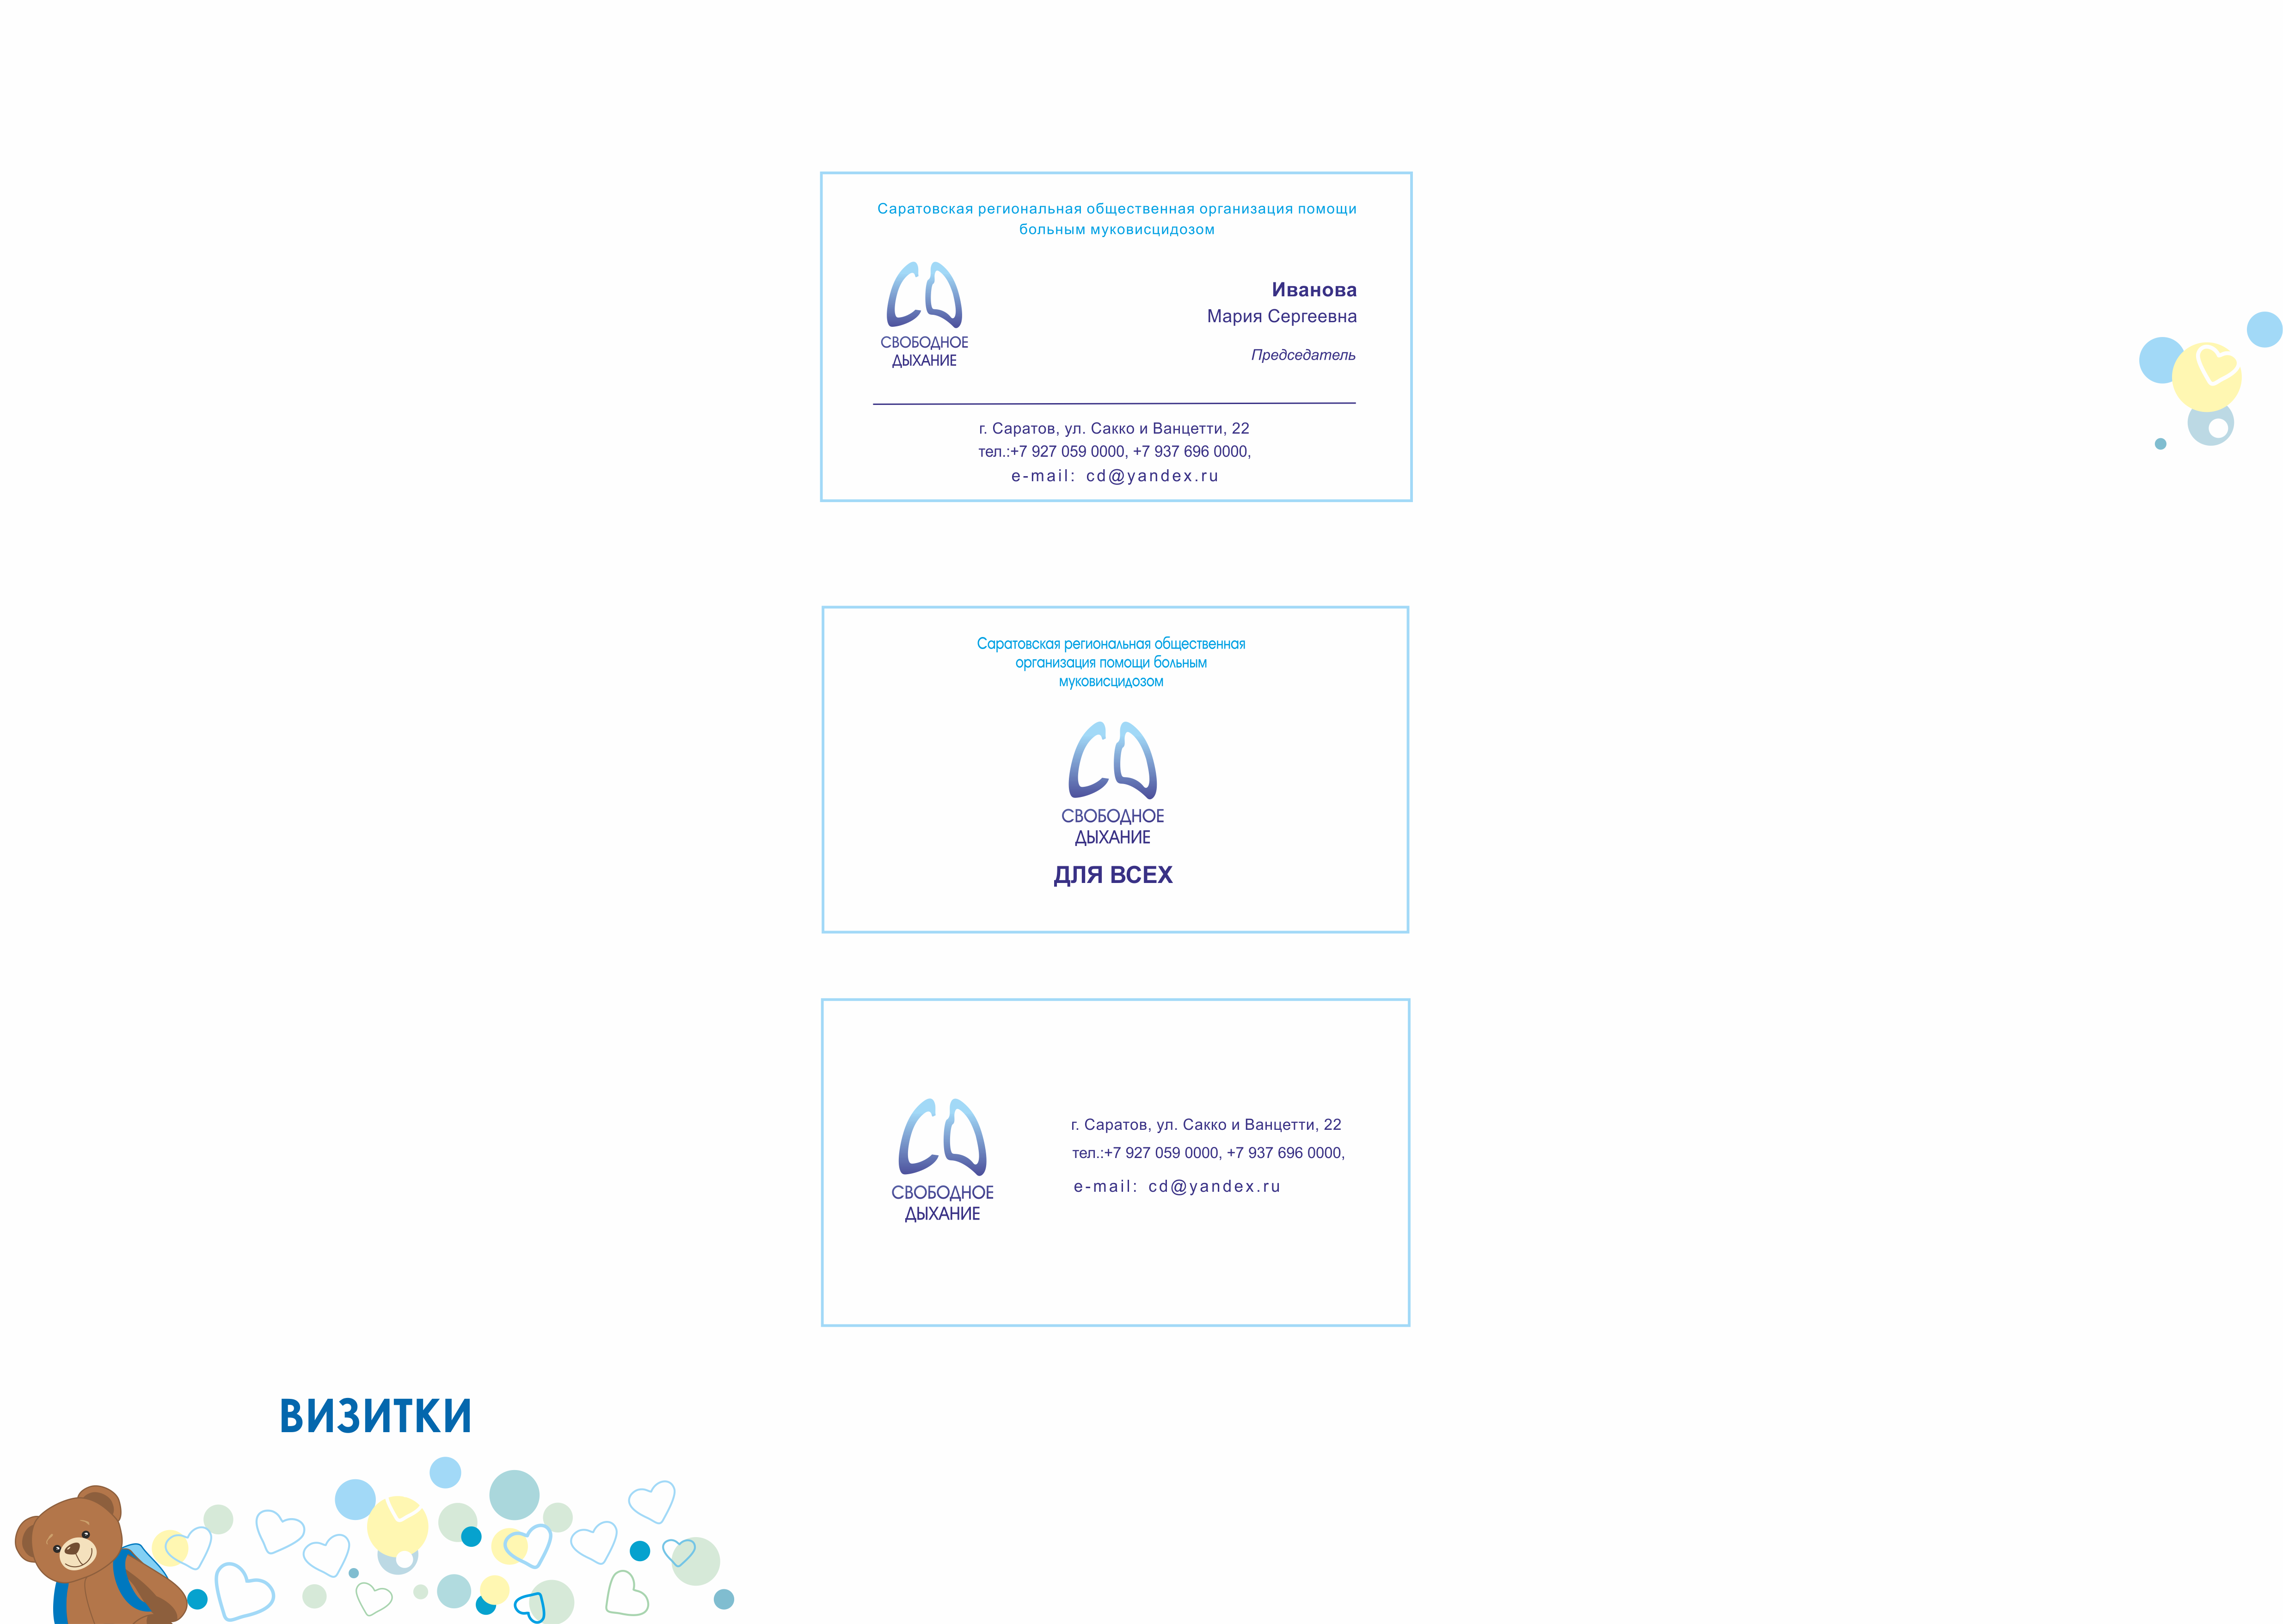 Саратовская региональная общественная организация помощи
больным муковисцидозом
СВОБОДНОЕ
ДЫХАНИЕ
Иванова
Мария Сергеевна
Председатель
г. Саратов, ул. Сакко и Ванцетти, 22
тел.:+7 927 059 0000, +7 937 696 0000,
e-mail: cd@yandex.ru
Саратовская региональная общественная
организация помощи больным
муковисцидозом
СВОБОДНОЕ
ДЫХАНИЕ
ДЛЯ ВСЕХ
СВОБОДНОЕ
ДЫХАНИЕ
г. Саратов, ул. Сакко и Ванцетти, 22
тел.:+7 927 059 0000, +7 937 696 0000,
e-mail: cd@yandex.ru
ВИЗИТКИ